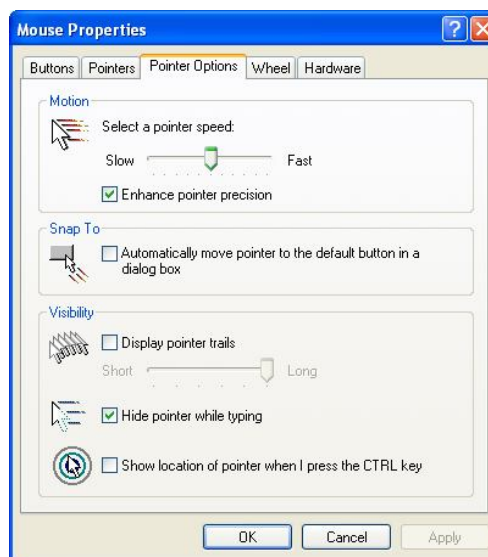 Mouse Properties
Buttons Pointers Pointer Options Wheel Hardware
Motion
Select a pointer speed:
Slow Fast
Enhance pointer precision
Snap To
Automatically move pointer to the default button in a
dialog box
Visibility
Display pointer trails
Short Long
Hide pointer while typing
Show location of pointer when I press the CTRL key
OK Cancel Apply